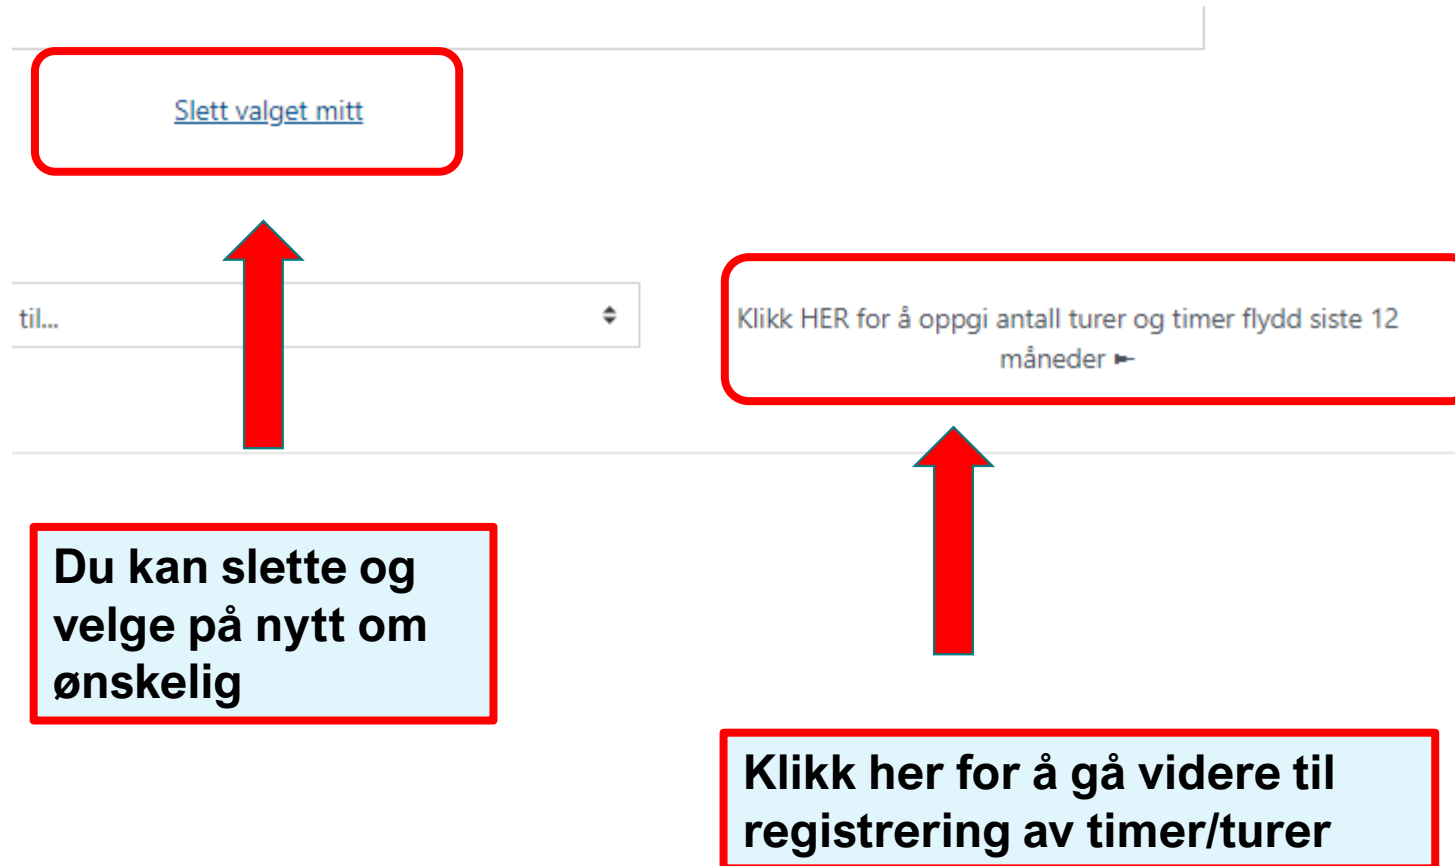 Slett valget mitt
til...
Klikk HER for å oppgi antall turer og timer flydd siste 12
måneder ►
Du kan slette og
velge på nytt om
ønskelig
Klikk her for å gå videre til
registrering av timer/turer